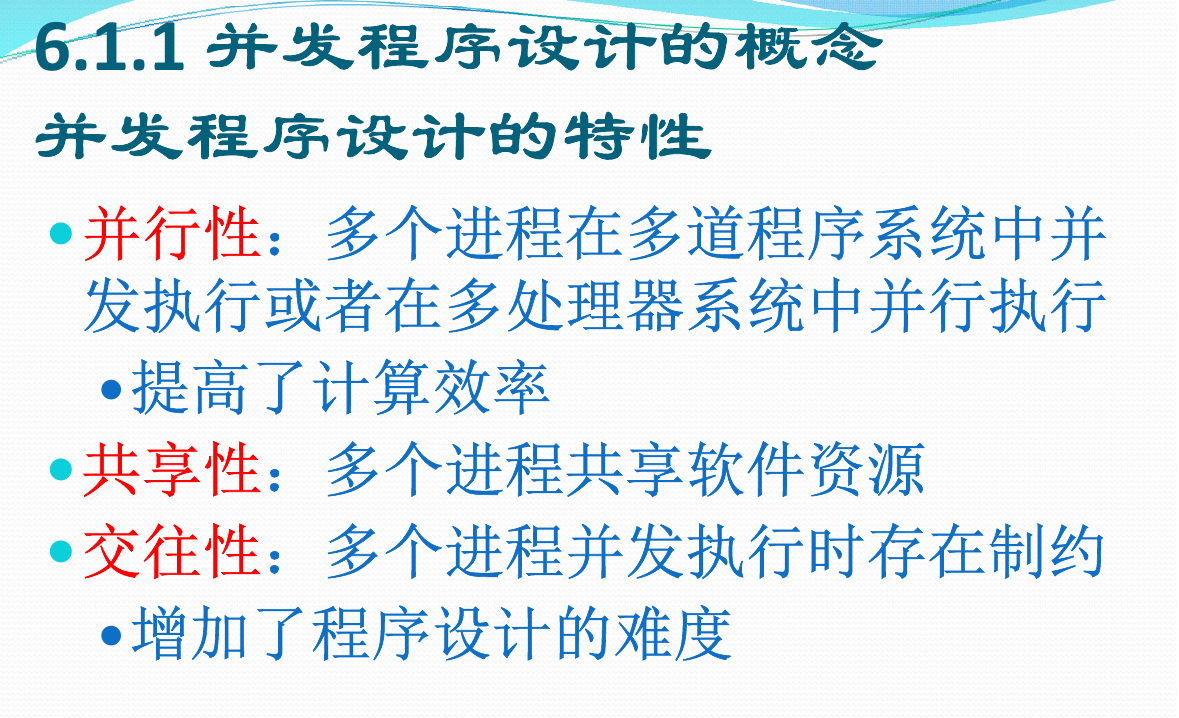 6.1.1 并发程序设计的概念
并发程序设计的特性
•并行性：多个进程在多道程序系统中并
发执行或者在多处理器系统中并行执行
•提高了计算效率
•共享性：多个进程共享软件资源
•交往性：多个进程并发执行时存在制约
•增加了程序设计的难度